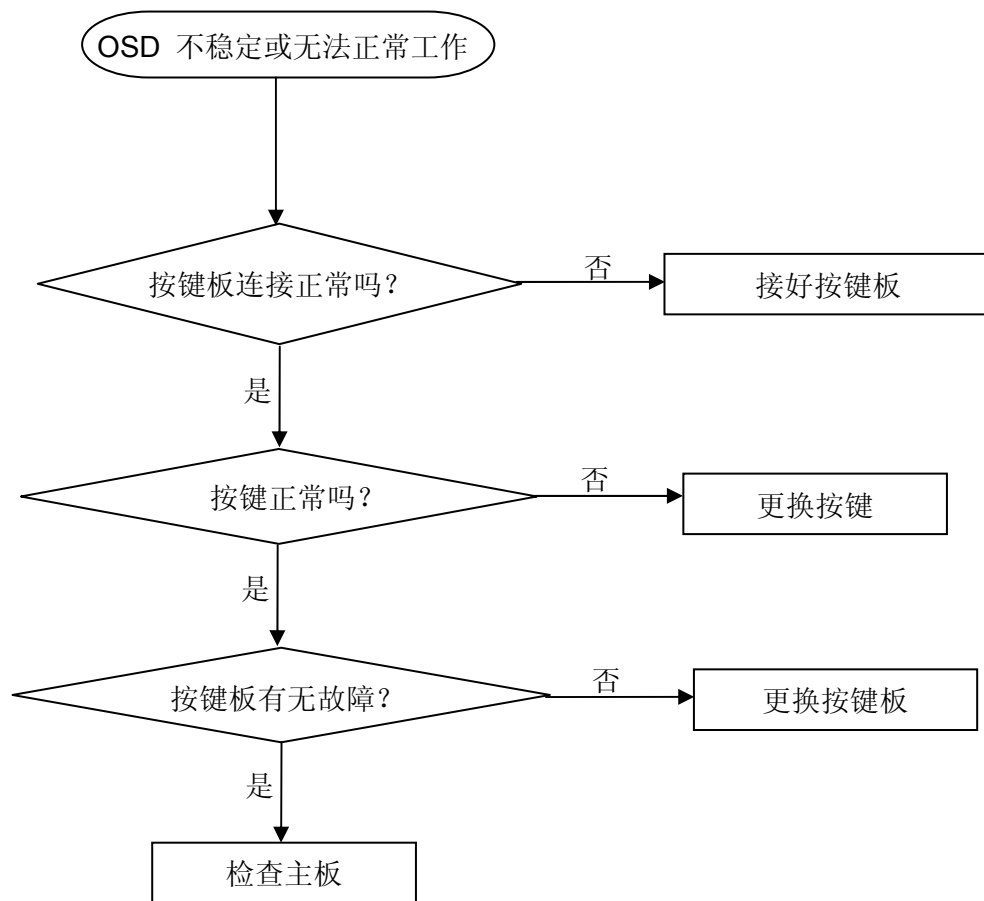 OSD 不稳定或无法正常工作
按键板连接正常吗?
否
接好按键板
是
按键正常吗?
否
更换按键
是
按键板有无故障?
否
更换按键板
是
检查主板